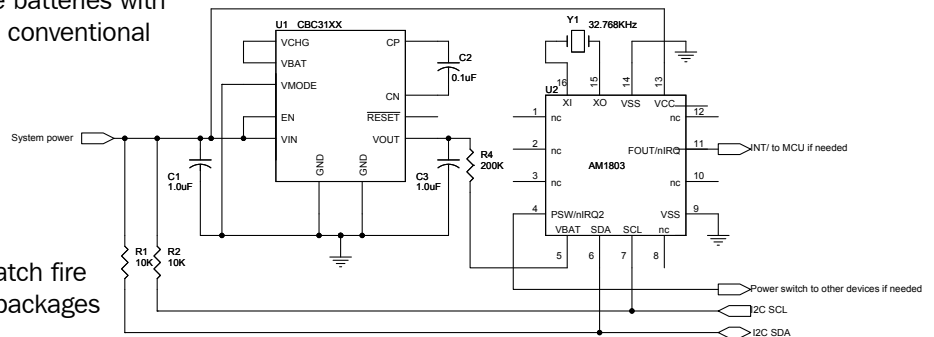 e batteries with
conventional
atch fire
packages
U1 CBC31XX
VCHG
VBAT
VMODE
EN
VIN
CP
CN
RESET
VOUT
GND
GND
System power
C1
1.0uF
C2
0.1uF
C3
1.0uF
R4
200K
R1
10K
R2
10K
Y1
32.768KHz
U2
AM1803
16
15
14
13
XI
XO
VSS
VCC
1
nc
2
nc
3
nc
4
PSW/nIRQ2
VBAT
SDA
SCL
nc
5
6
7
8
12
nc
11
FOUT/nIRQ
10
nc
9
VSS
INT/ to MCU if needed
Power switch to other devices if needed
I2C SCL
I2C SDA